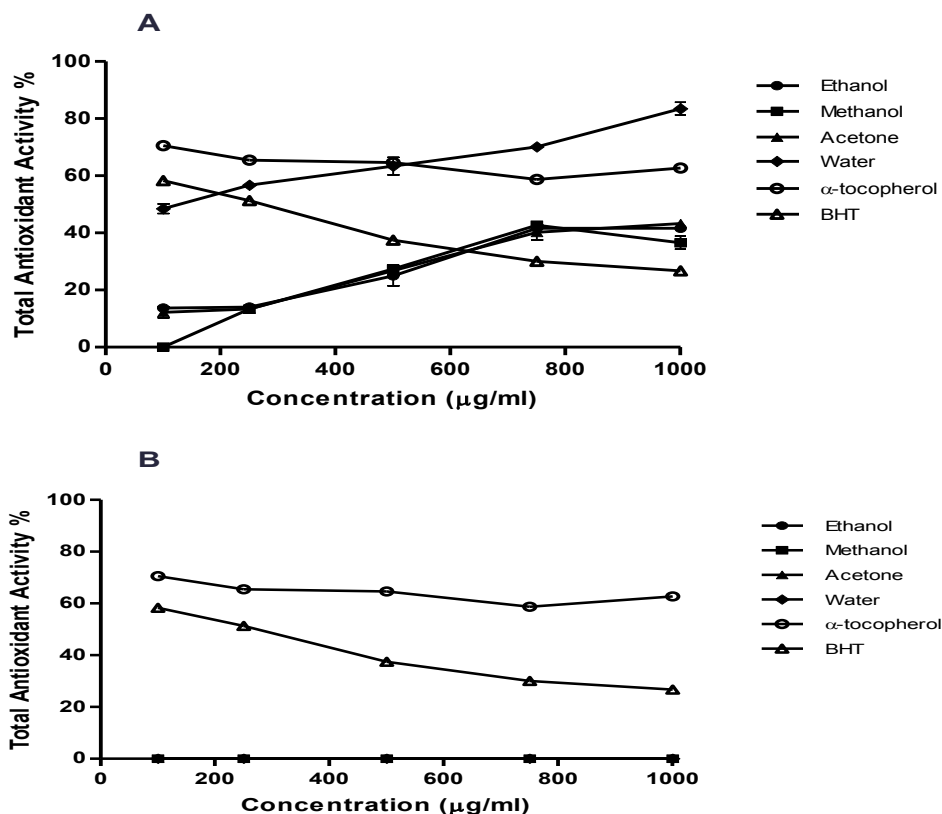 A
Total Antioxidant Activity %
100
80
60
40
20
0
0 200 400 600 800 1000
Concentration (μg/ml)
Ethanol
Methanol
Acetone
Water
α-tocopherol
BHT
B
Total Antioxidant Activity %
100
80
60
40
20
0
0 200 400 600 800 1000
Concentration (μg/ml)
Ethanol
Methanol
Acetone
Water
α-tocopherol
BHT